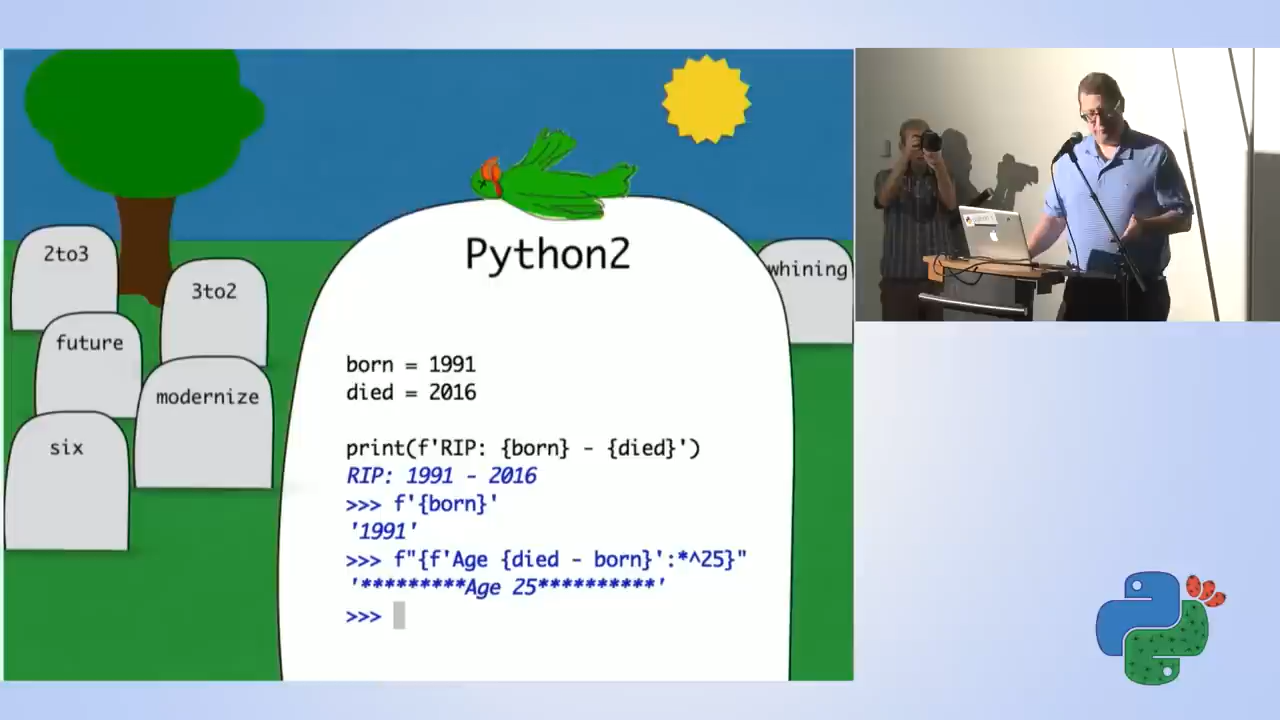 2to3
3to2
future
modernize
six
whining
Python2
born = 1991
died = 2016
print(f'RIP: {born} - {died}')
RIP: 1991 - 2016
>>> f'{born}'
'1991'
>>> f"{f'Age {died - born}':*^25}"
'*********Age 25**********'
>>>